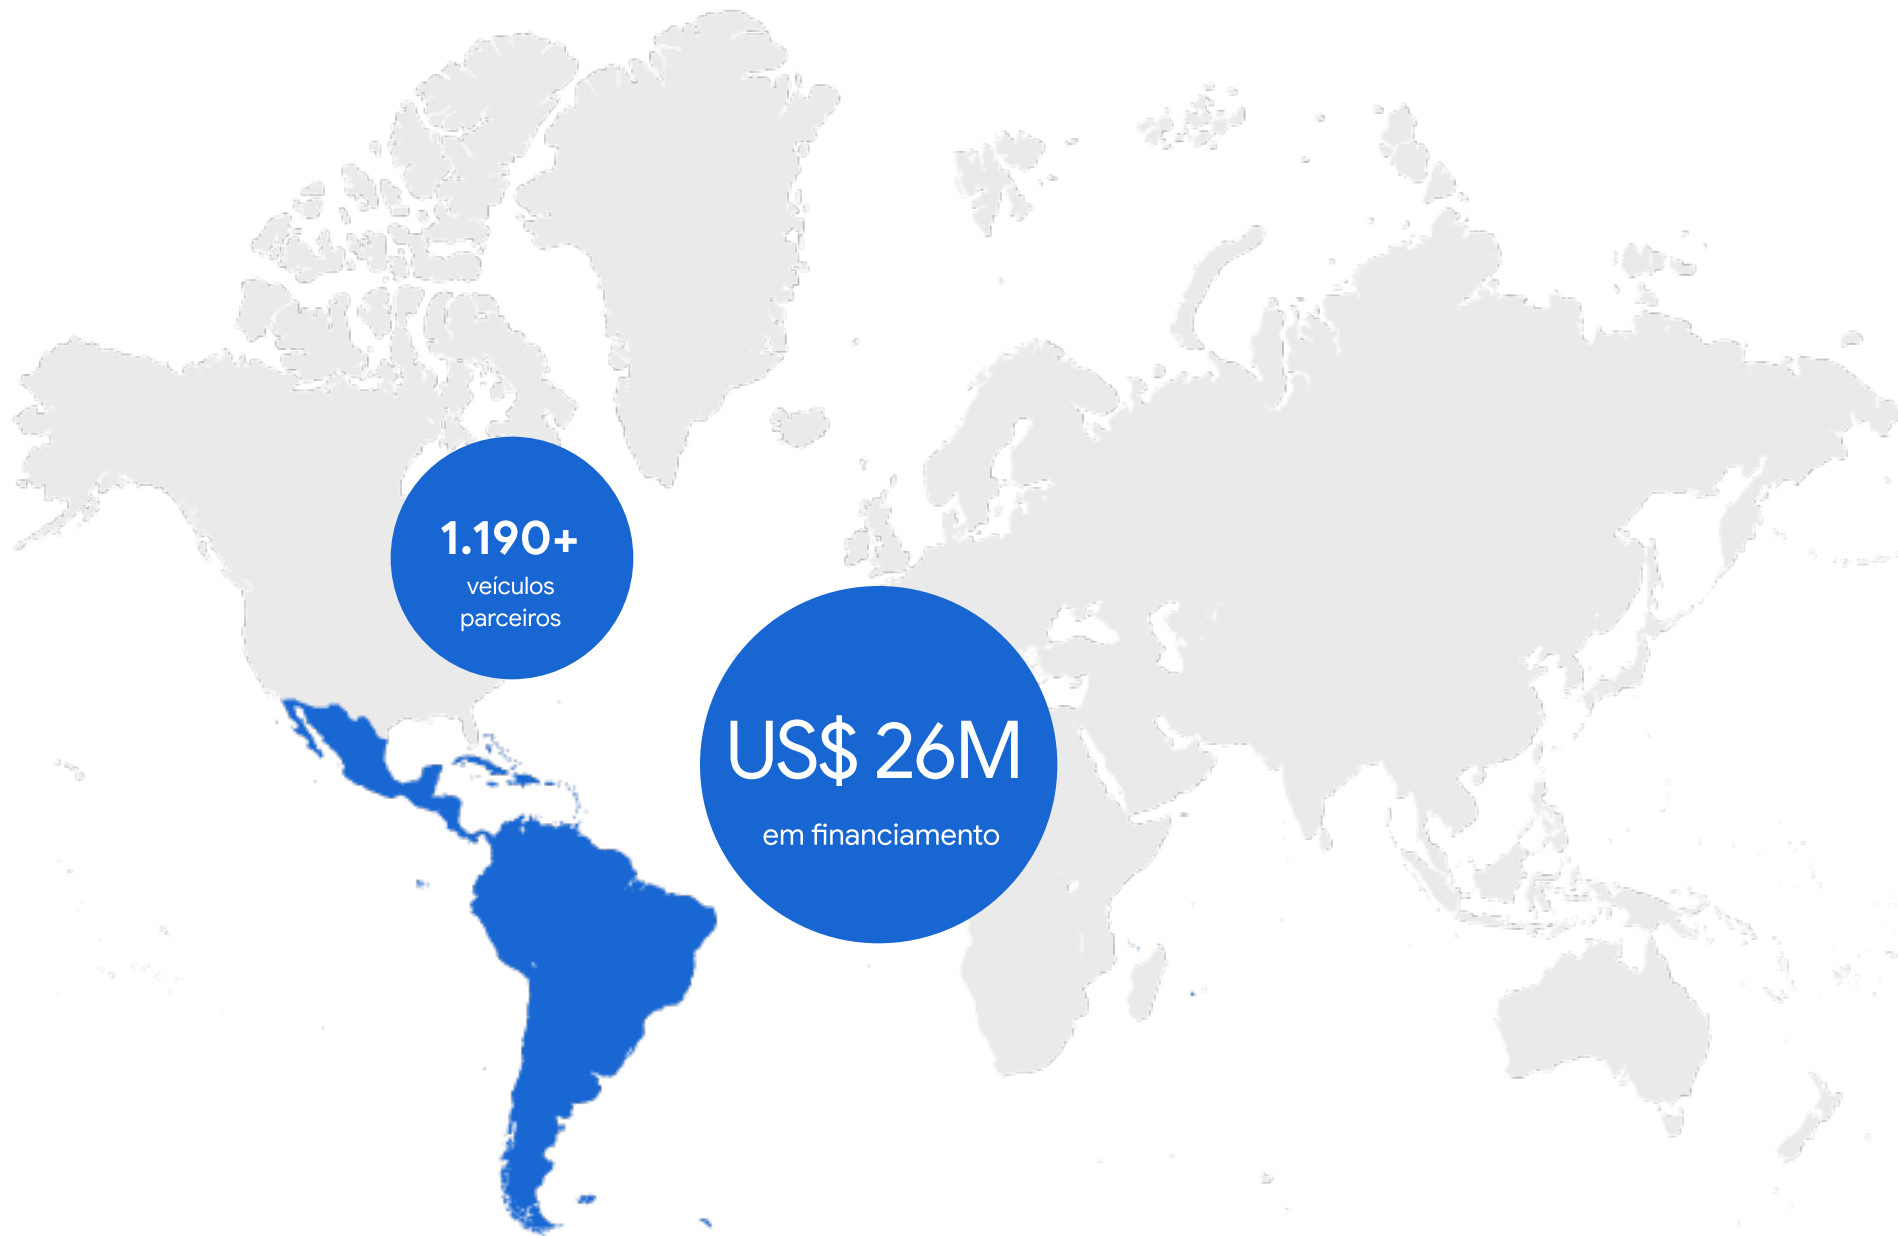 1.190+
veículos
parceiros
US$ 26M
em financiamento